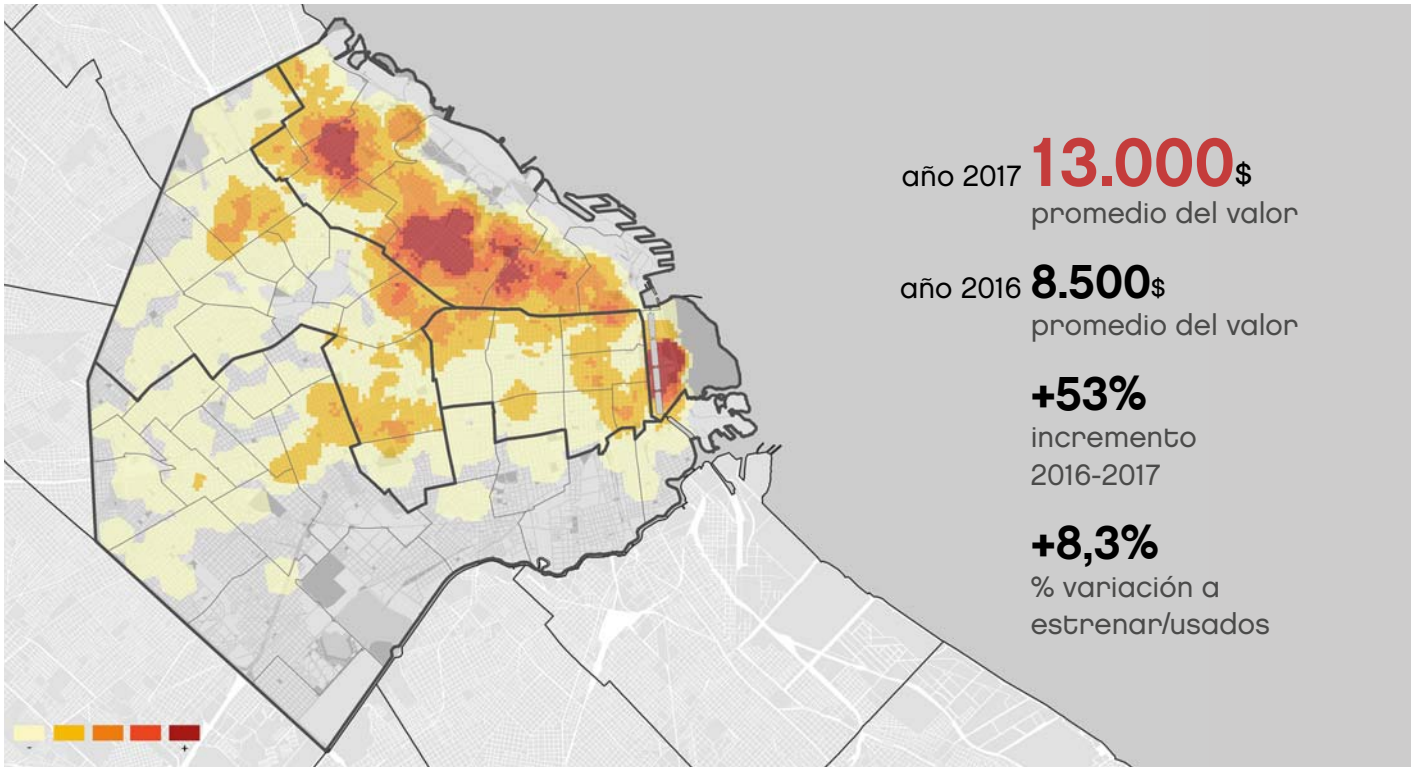 año 2017 13.000$
promedio del valor
año 2016 8.500$
promedio del valor
+53%
incremento
2016-2017
+8,3%
% variación a
estrenar/usados
- +